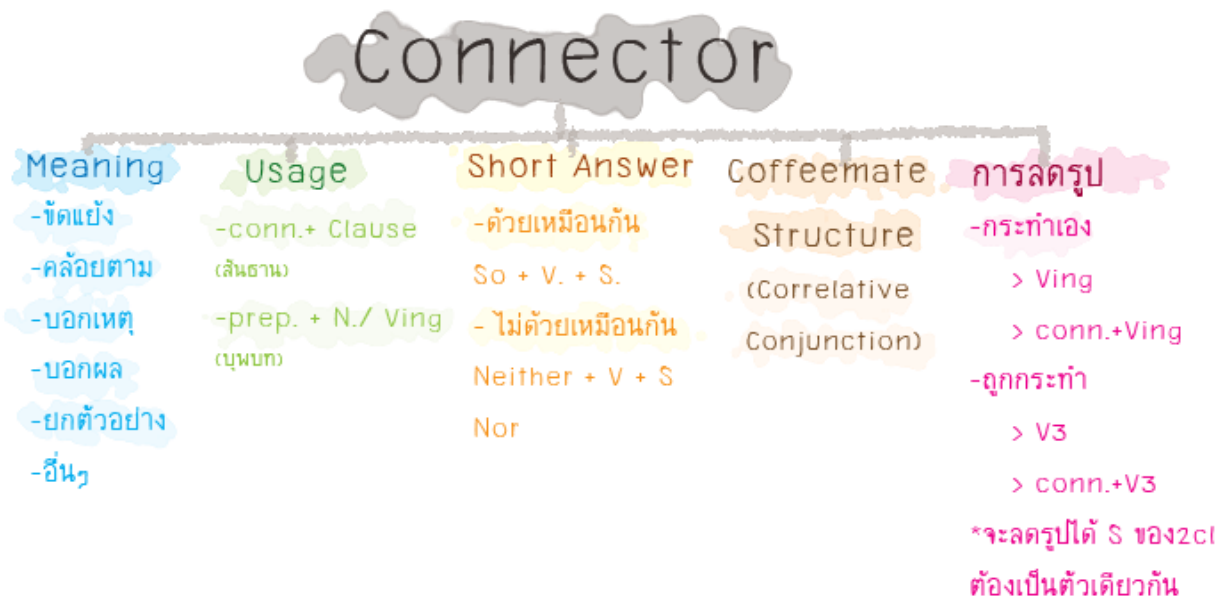 Connector
Meaning
-ขัดแย้ง
-คล้อยตาม
-บอกเหตุ
-บอกผล
-ยกตัวอย่าง
-อื่นๆ
Usage
-conn.+ Clause
(สันธาน)
-prep. + N./ Ving
(บุพบท)
Short Answer
-ด้วยเหมือนกัน
So + V. + S.
- ไม่ด้วยเหมือนกัน
Neither + V + S
Nor
Coffeemate
Structure
(Correlative
Conjunction)
การลดรูป
-กระทำเอง
> Ving
> conn.+Ving
-ถูกกระทำ
> V3
> conn.+V3
*จะลดรูปได้ S ของ2cl
ต้องเป็นตัวเดียวกัน